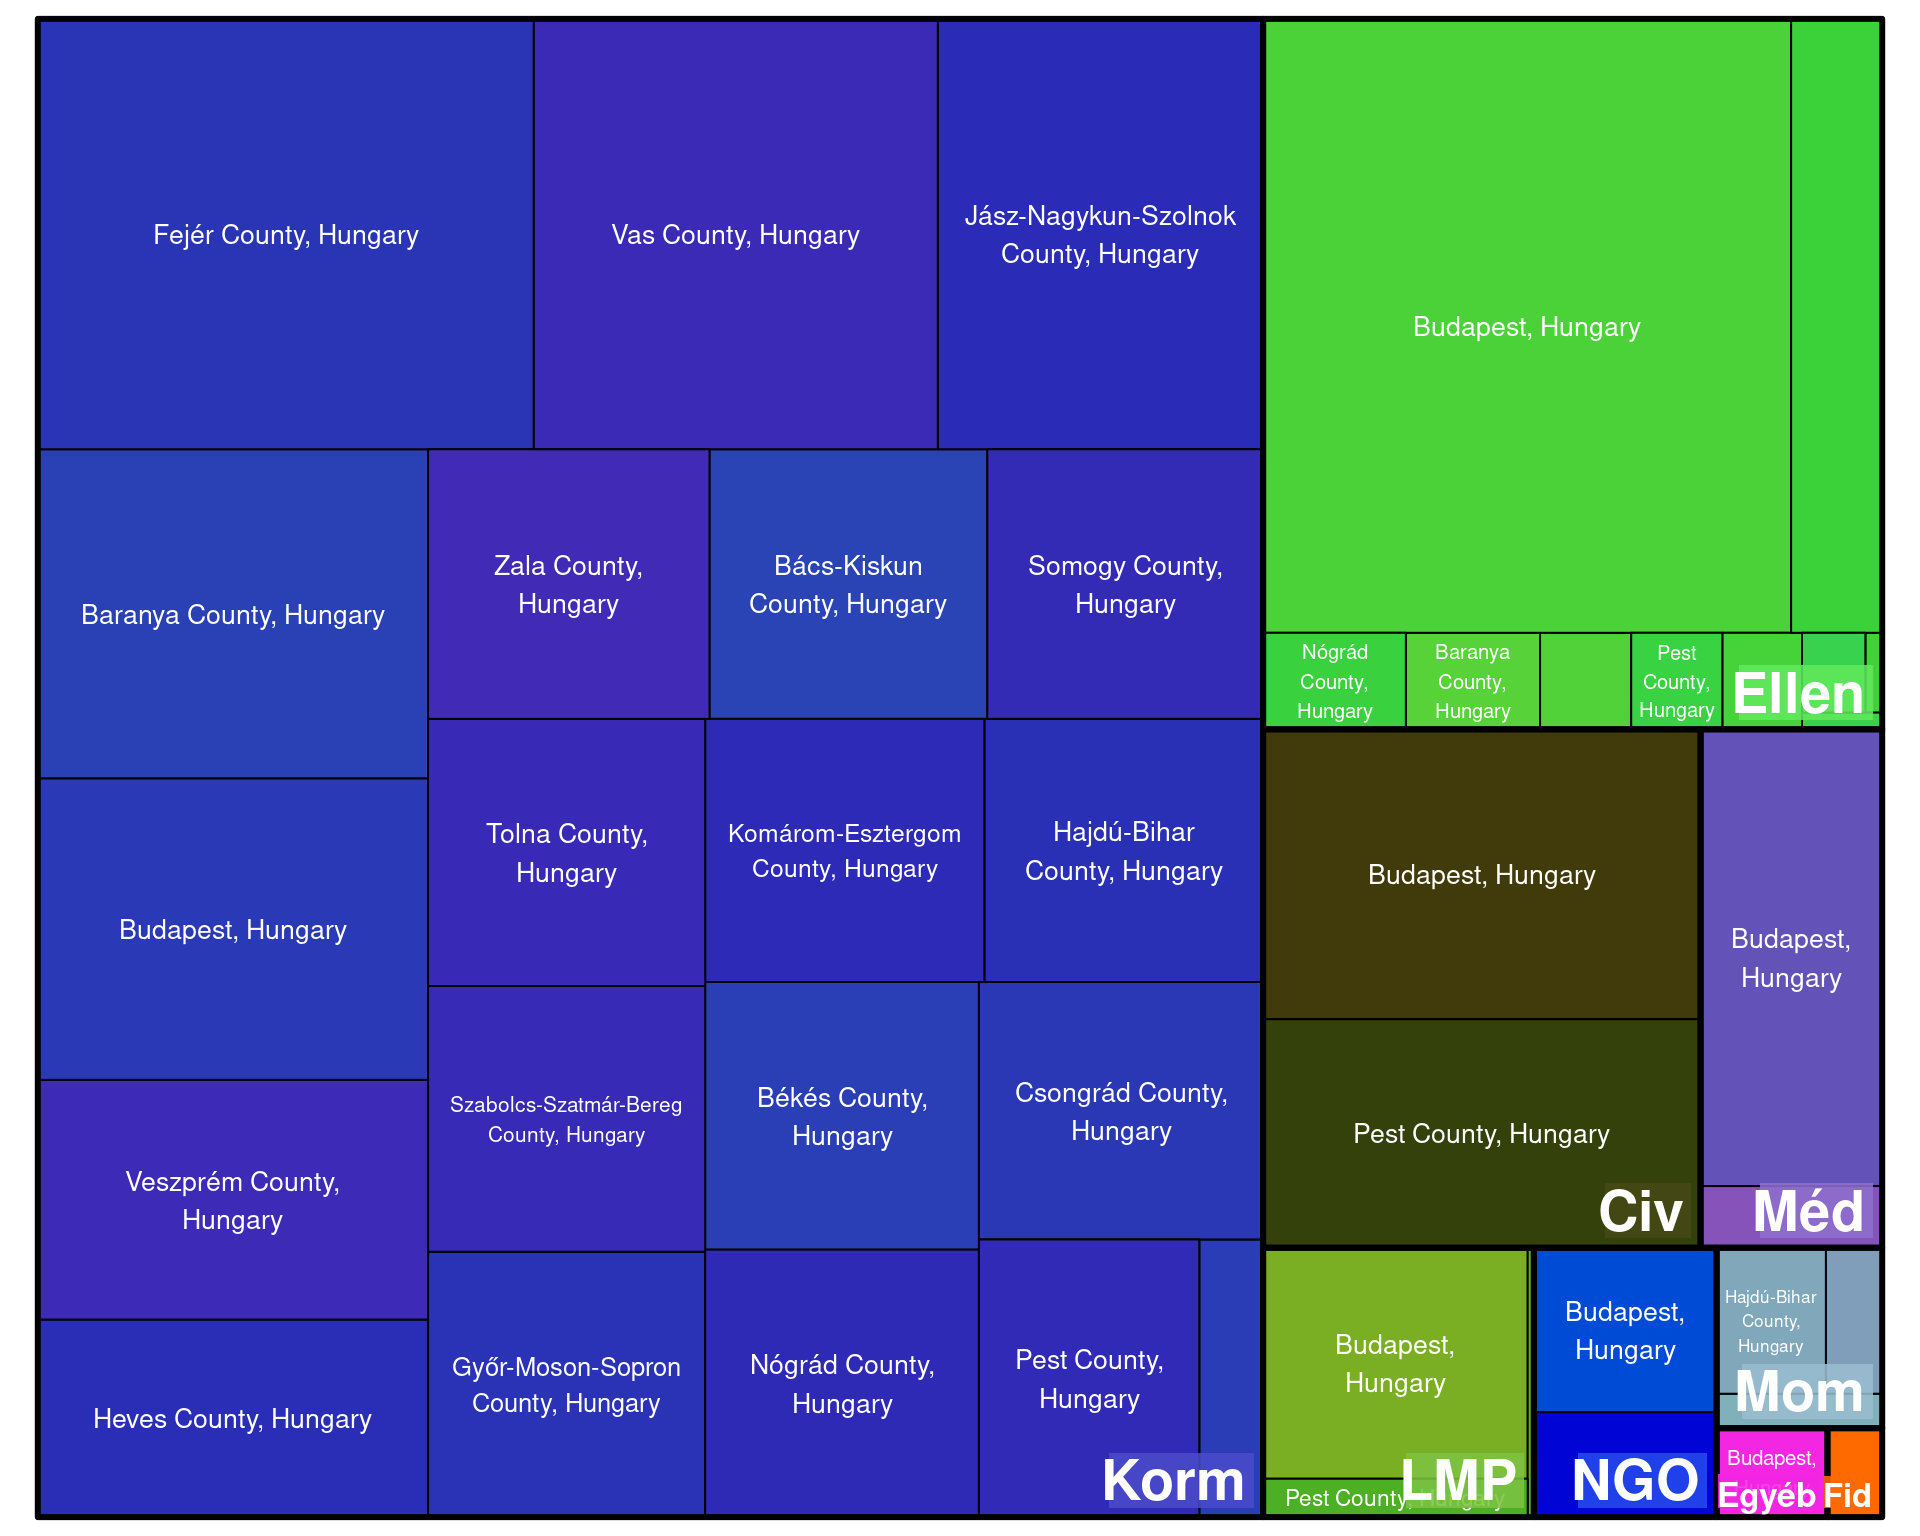 Fejér County, Hungary
Vas County, Hungary
Jász-Nagykun-Szolnok
County, Hungary
Baranya County, Hungary
Zala County,
Hungary
Bács-Kiskun
County, Hungary
Somogy County,
Hungary
Budapest, Hungary
Tolna County,
Hungary
Komárom-Esztergom
County, Hungary
Hajdú-Bihar
County, Hungary
Veszprém County,
Hungary
Szabolcs-Szatmár-Bereg
County, Hungary
Békés County,
Hungary
Csongrád County,
Hungary
Heves County, Hungary
Győr-Moson-Sopron
County, Hungary
Nógrád County,
Hungary
Pest County,
Hungary
Korm
Budapest, Hungary
Nógrád
County,
Hungary
Baranya
County,
Hungary
Pest
County,
Hungary
Ellen
Budapest, Hungary
Pest County, Hungary
Civ
Budapest,
Hungary
Méd
Budapest,
Hungary
Pest County, Hungary
LMP
Budapest,
Hungary
NGO
Hajdú-Bihar
County,
Hungary
Mom
Budapest,
Egyéb
Fid